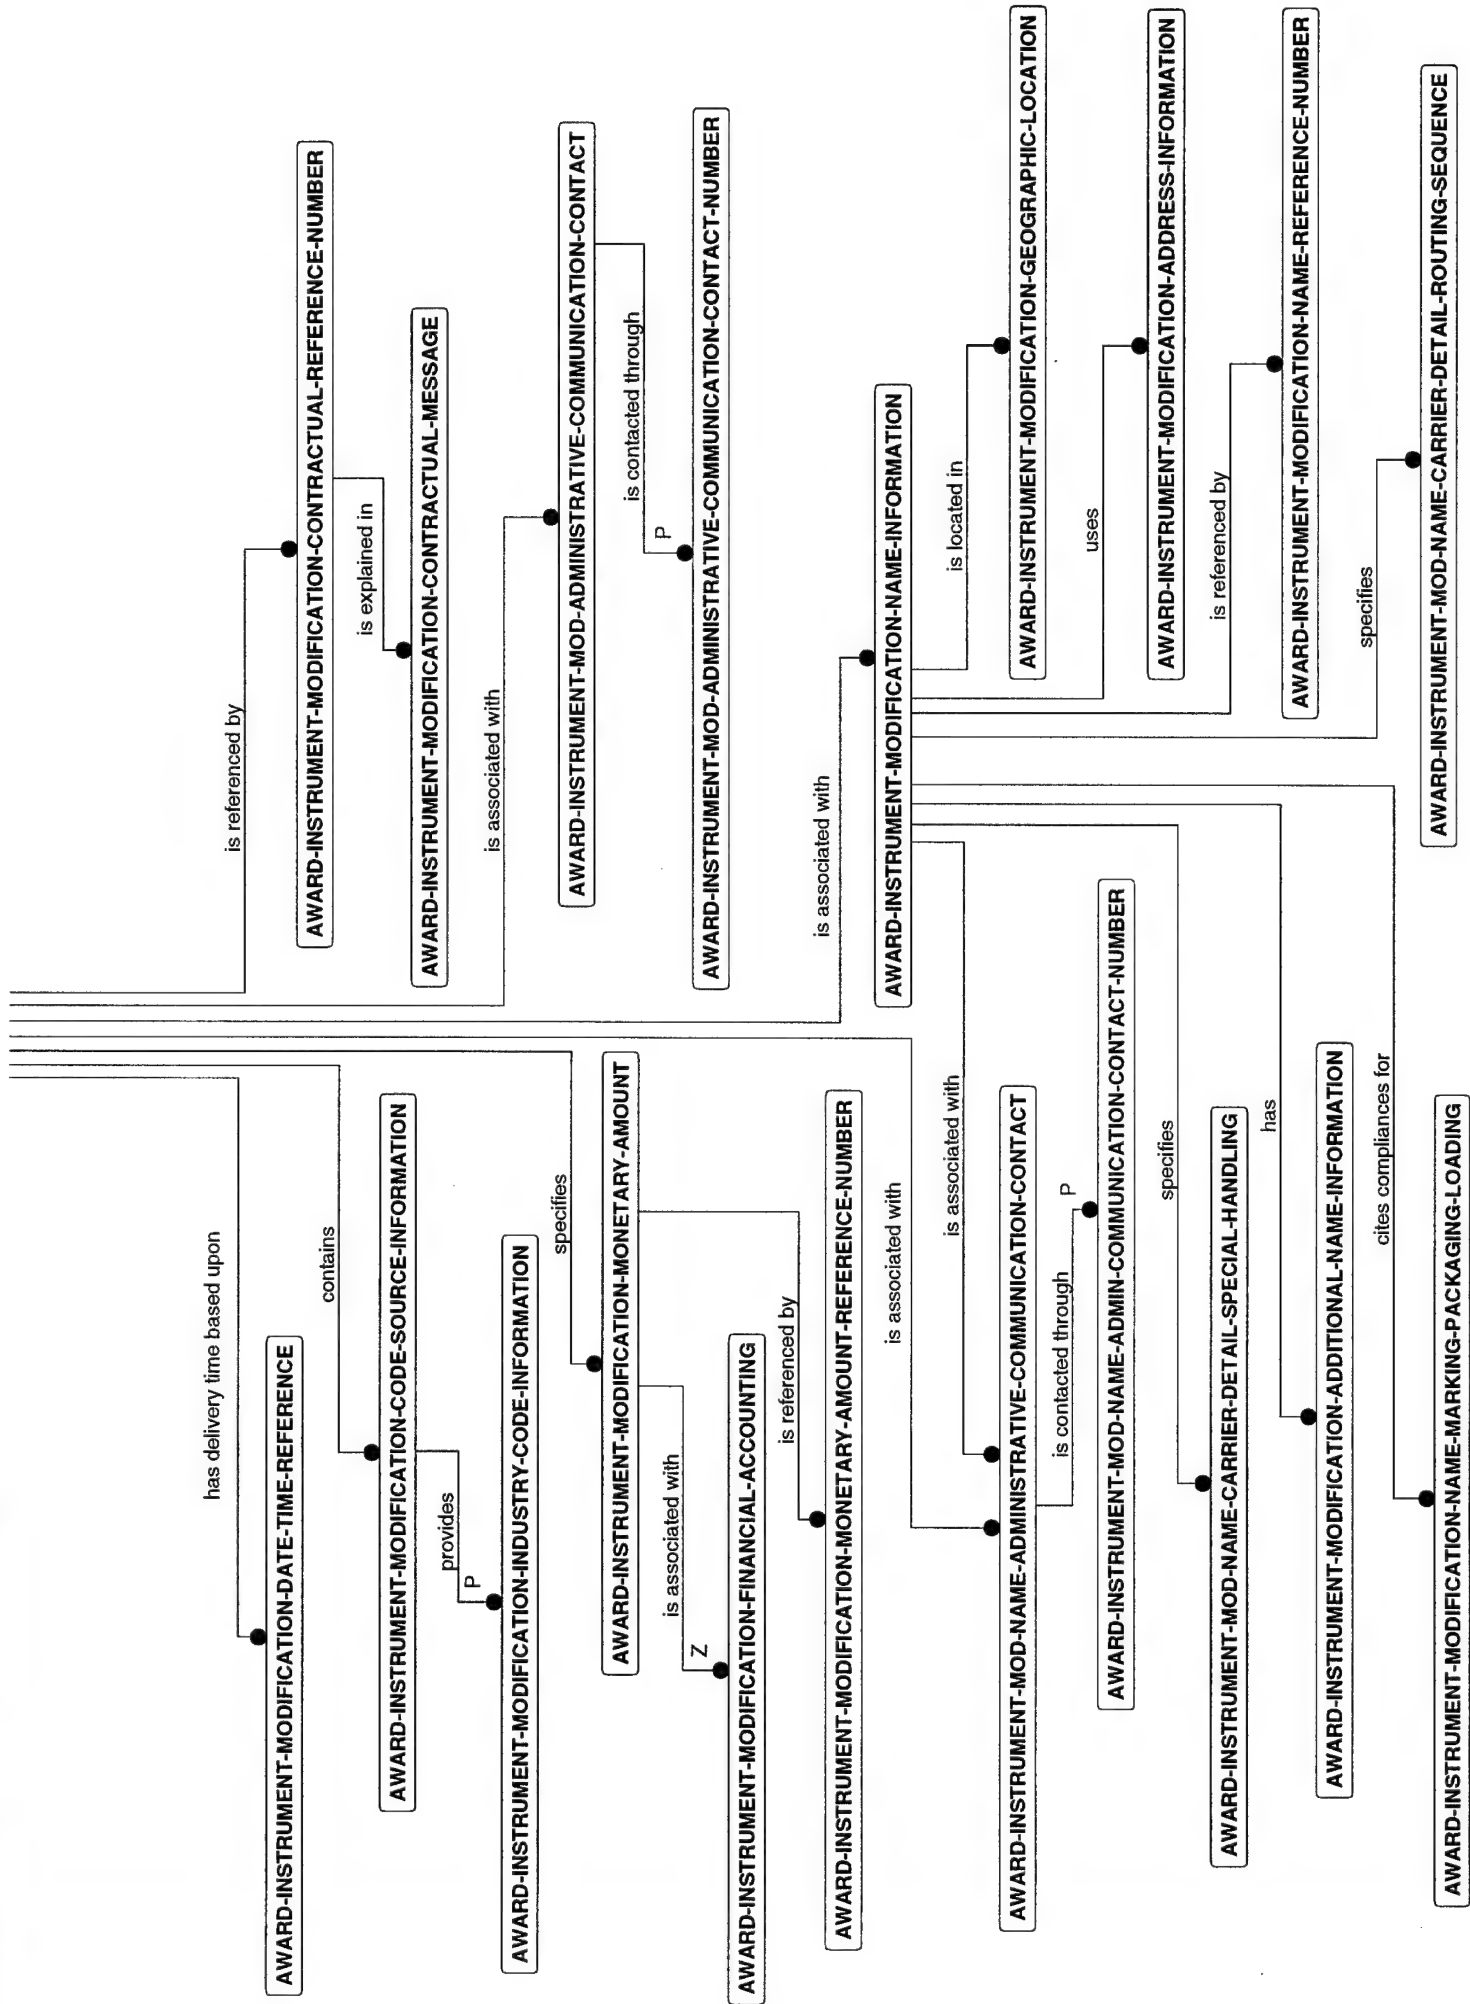 has delivery time based upon
AWARD-INSTRUMENT-MODIFICATION-DATE-TIME-REFERENCE
contains
AWARD-INSTRUMENT-MODIFICATION-CODE-SOURCE-INFORMATION
provides
P
AWARD-INSTRUMENT-MODIFICATION-INDUSTRY-CODE-INFORMATION
specifies
AWARD-INSTRUMENT-MODIFICATION-MONETARY-AMOUNT
is associated with
Z
AWARD-INSTRUMENT-MODIFICATION-FINANCIAL-ACCOUNTING
is referenced by
AWARD-INSTRUMENT-MODIFICATION-MONETARY-AMOUNT-REFERENCE-NUMBER
is associated with
is associated with
AWARD-INSTRUMENT-MOD-NAME-ADMINISTRATIVE-COMMUNICATION-CONTACT
is contacted through
P
AWARD-INSTRUMENT-MOD-NAME-ADMIN-COMMUNICATION-CONTACT-NUMBER
specifies
AWARD-INSTRUMENT-MOD-NAME-CARRIER-DETAIL-SPECIAL-HANDLING
has
AWARD-INSTRUMENT-MODIFICATION-ADDITIONAL-NAME-INFORMATION
cites compliances for
AWARD-INSTRUMENT-MODIFICATION-NAME-MARKING-PACKAGING-LOADING
is referenced by
AWARD-INSTRUMENT-MODIFICATION-CONTRACTUAL-REFERENCE-NUMBER
is explained in
AWARD-INSTRUMENT-MODIFICATION-CONTRACTUAL-MESSAGE
is associated with
AWARD-INSTRUMENT-MOD-ADMINISTRATIVE-COMMUNICATION-CONTACT
is contacted through
P
AWARD-INSTRUMENT-MOD-ADMINISTRATIVE-COMMUNICATION-CONTACT-NUMBER
is associated with
AWARD-INSTRUMENT-MODIFICATION-NAME-INFORMATION
is located in
AWARD-INSTRUMENT-MODIFICATION-GEOGRAPHIC-LOCATION
uses
AWARD-INSTRUMENT-MODIFICATION-ADDRESS-INFORMATION
is referenced by
AWARD-INSTRUMENT-MODIFICATION-NAME-REFERENCE-NUMBER
specifies
AWARD-INSTRUMENT-MOD-NAME-CARRIER-DETAIL-ROUTING-SEQUENCE